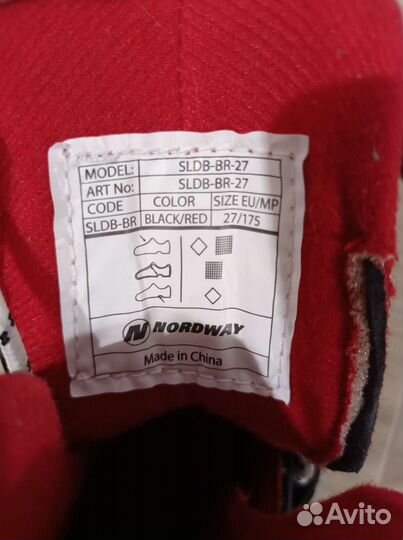 MODEL: SLDB-BR-27
ART No: SLDB-BR-27
CODE COLOR SIZE EU/MP
SLDB-BR BLACK/RED 27/175
NORDWAY
Made in China
Avito